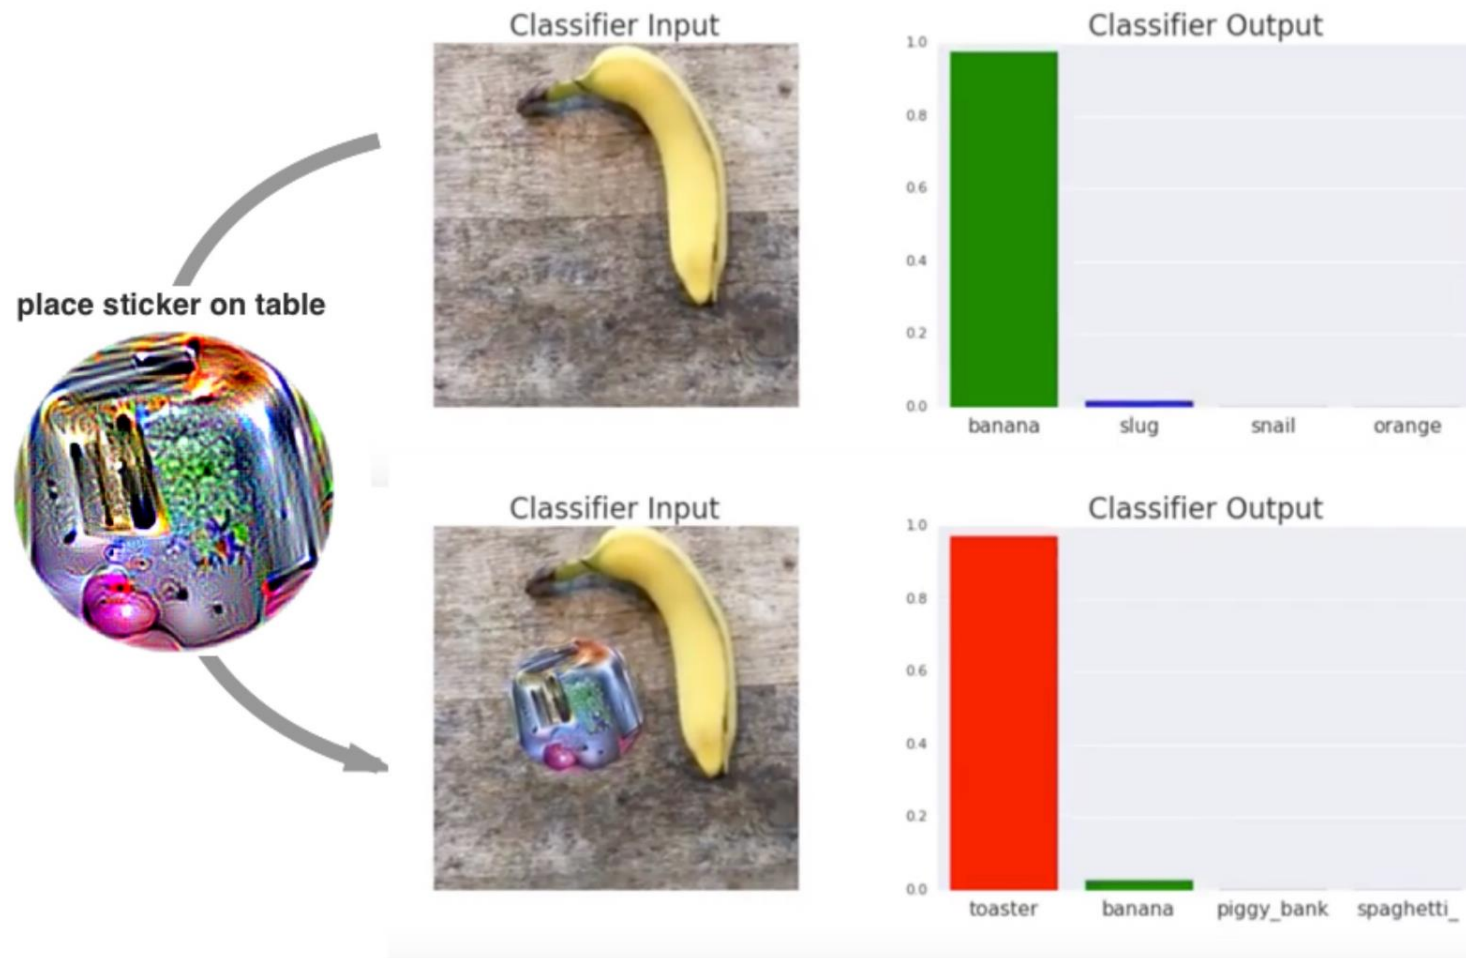 Classifier Input
Classifier Output
1.0
0.8
0.6
0.4
0.2
0.0
banana slug snail orange
place sticker on table
Classifier Input
Classifier Output
1.0
0.8
0.6
0.4
0.2
0.0
toaster banana piggy_bank spaghetti_